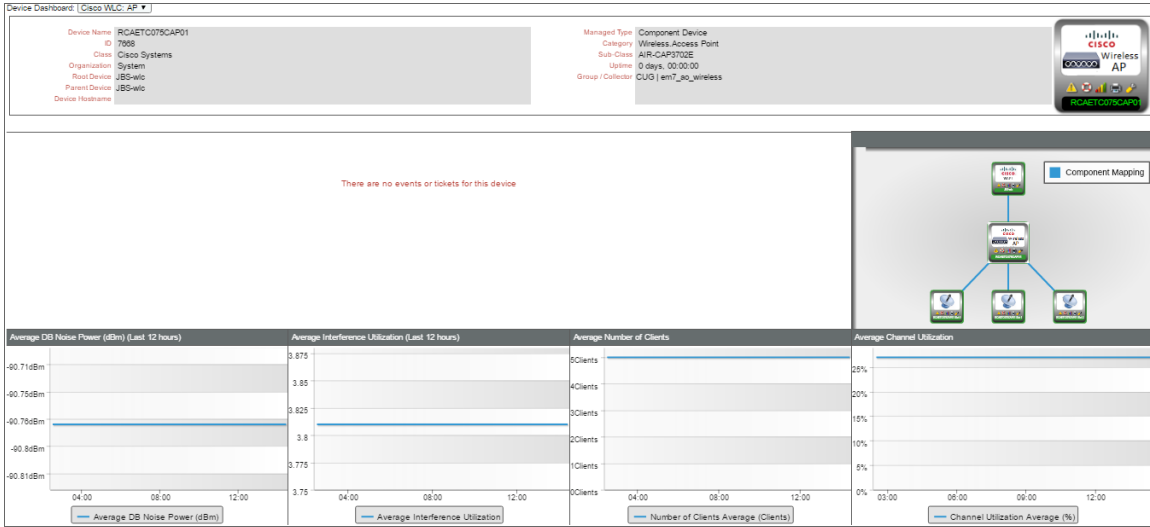 Device Dashboard: Cisco WLC: AP ▼
Device Name RCAETC075CAP01
ID 7668
Class Cisco Systems
Organization System
Root Device JBS-wlc
Parent Device JBS-wlc
Device Hostname
Managed Type Component Device
Category Wireless.Access Point
Sub-Class AIR-CAP3702E
Uptime 0 days, 00:00:00
Group / Collector CUG | em7_ao_wireless
CISCO
Wireless
AP
RCAETC075CAP01
There are no events or tickets for this device
Component Mapping
CISCO
WiFi
CISCO
AP
Average DB Noise Power (dBm) (Last 12 hours)
-90.71dBm
-90.75dBm
-90.76dBm
-90.8dBm
-90.81dBm
04:00 08:00 12:00
Average DB Noise Power (dBm)
Average Interference Utilization (Last 12 hours)
3.875
3.85
3.825
3.8
3.775
3.75
04:00 08:00 12:00
Average Interference Utilization
Average Number of Clients
5Clients
4Clients
3Clients
2Clients
1Clients
0Clients
04:00 08:00 12:00
Number of Clients Average (Clients)
Average Channel Utilization
25%
20%
15%
10%
5%
0%
03:00 06:00 09:00 12:00
Channel Utilization Average (%)